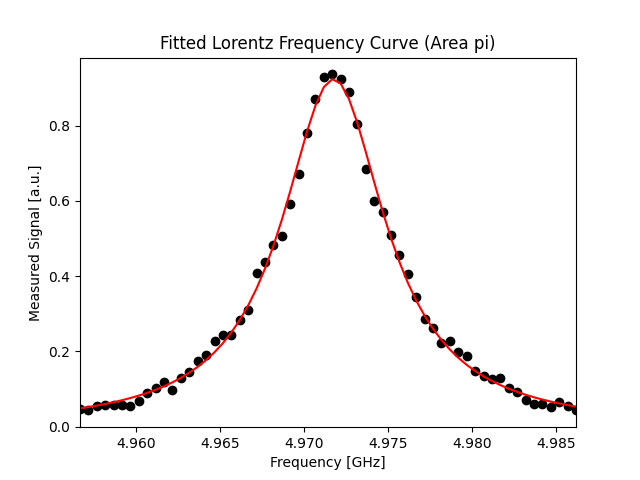 Fitted Lorentz Frequency Curve (Area pi)
Measured Signal [a.u.]
0.8
0.6
0.4
0.2
0.0
4.960 4.965 4.970 4.975 4.980 4.985
Frequency [GHz]